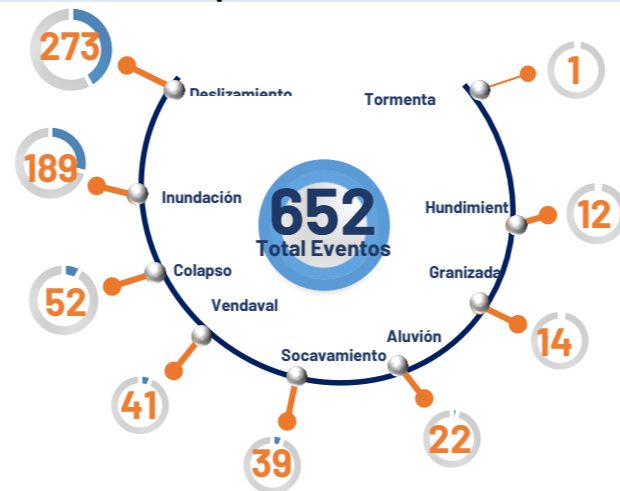 273
Deslizamiento
189
Inundación
52
Colapso
41
Vendaval
39
Socavamiento
22
Aluvión
14
Granizada
12
Hundimient
1
Tormenta
652
Total Eventos